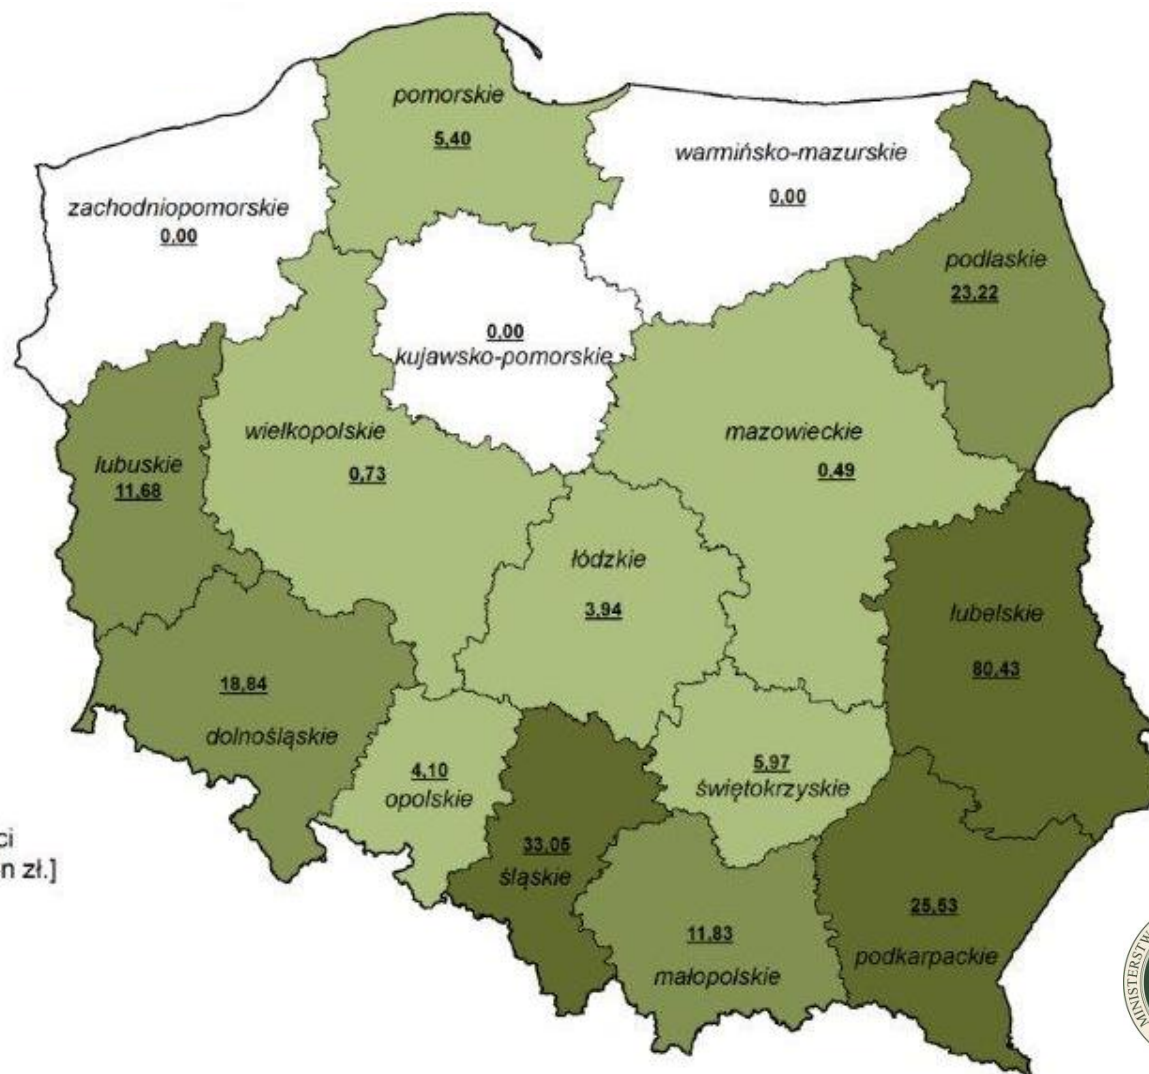 pomorskie
5,40
warmińsko-mazurskie
0,00
zachodniopomorskie
0,00
podlaskie
23,22
0,00
kujawsko-pomorskie
wielkopolskie
0,73
mazowieckie
0,49
lubuskie
11,68
łódzkie
3,94
lubelskie
80,43
18,84
dolnośląskie
4,10
opolskie
5,97
świętokrzyskie
ci
n zł.]
33,05
śląskie
11,83
małopolskie
25,53
podkarpackie
MINISTERSTW